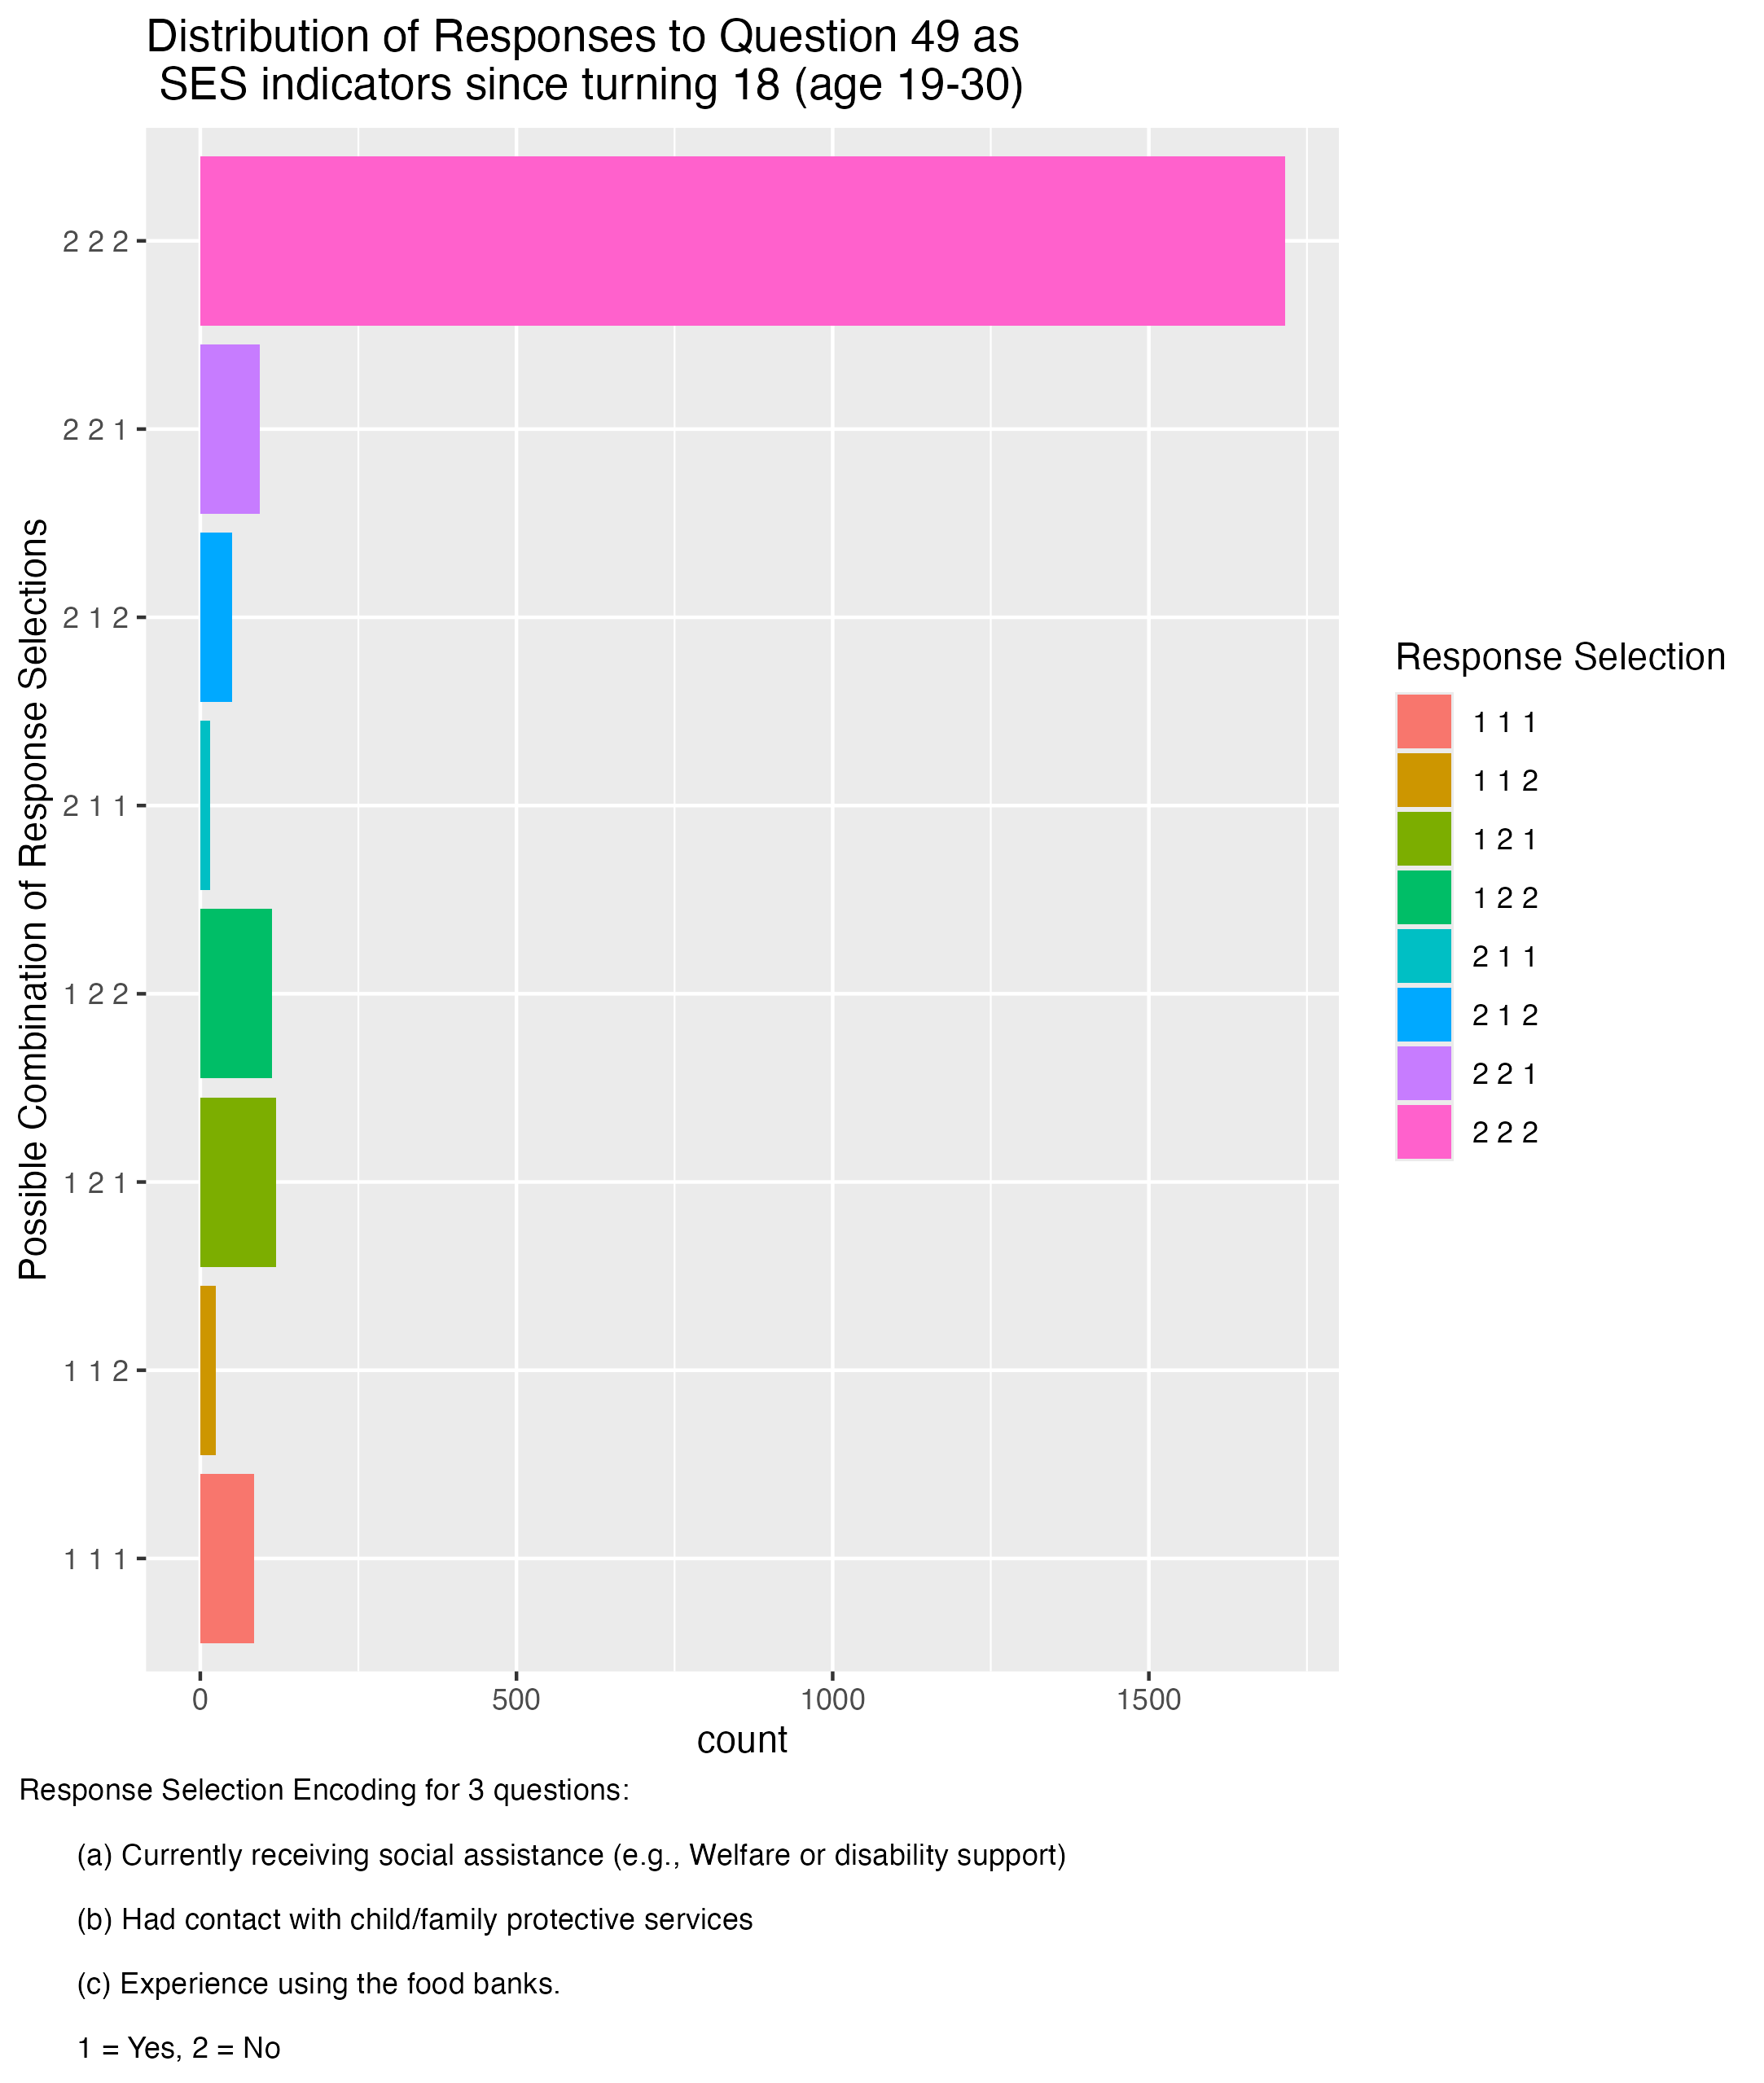 Distribution of Responses to Question 49 as
SES indicators since turning 18 (age 19-30)
Possible Combination of Response Selections
2 2 2
2 2 1
2 1 2
2 1 1
1 2 2
1 2 1
1 1 2
1 1 1
0 500 1000 1500
count
Response Selection
1 1 1
1 1 2
1 2 1
1 2 2
2 1 1
2 1 2
2 2 1
2 2 2
Response Selection Encoding for 3 questions:
(a) Currently receiving social assistance (e.g., Welfare or disability support)
(b) Had contact with child/family protective services
(c) Experience using the food banks.
1 = Yes, 2 = No